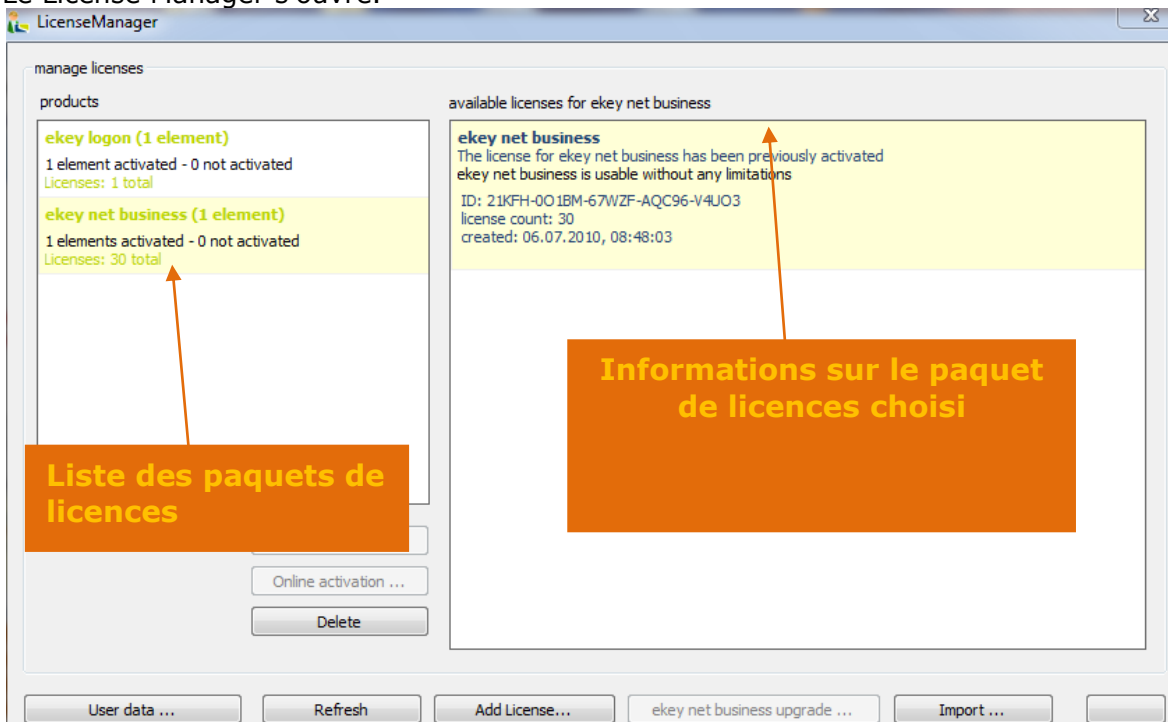 Le License Manager s'ouvre.
LicenseManager
manage licenses
products
ekey logon (1 element)
1 element activated - 0 not activated
Licenses: 1 total
ekey net business (1 element)
1 elements activated - 0 not activated
Licenses: 30 total
available licenses for ekey net business
ekey net business
The license for ekey net business has been previously activated
ekey net business is usable without any limitations
ID: 21KFH-0O1BM-67WZF-AQC96-V4UO3
license count: 30
created: 06.07.2010, 08:48:03
Informations sur le paquet
de licences choisi
Liste des paquets de
licences
Online activation ...
Delete
User data ...
Refresh
Add License...
ekey net business upgrade ...
Import ...